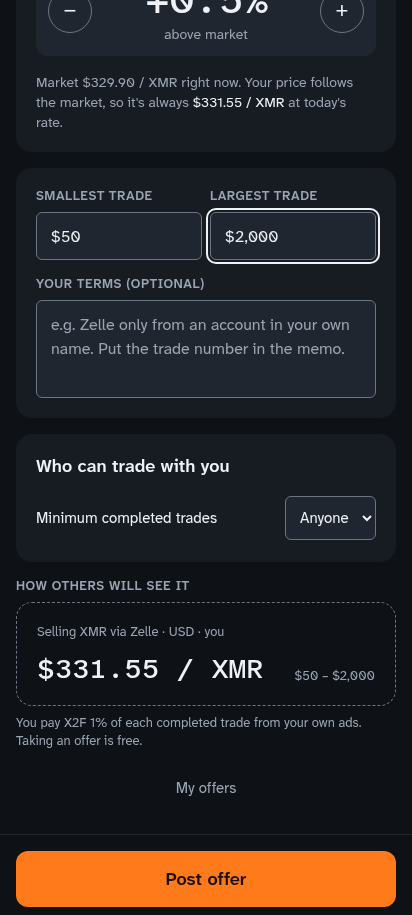 −
+0.5%
+
above market
Market $329.90 / XMR right now. Your price follows
the market, so it's always $331.55 / XMR at today's
rate.
SMALLEST TRADE
LARGEST TRADE
$50
$2,000
YOUR TERMS (OPTIONAL)
e.g. Zelle only from an account in your own
name. Put the trade number in the memo.
Who can trade with you
Minimum completed trades
Anyone
HOW OTHERS WILL SEE IT
Selling XMR via Zelle · USD · you
$331.55 / XMR
$50 – $2,000
You pay X2F 1% of each completed trade from your own ads.
Taking an offer is free.
My offers
Post offer